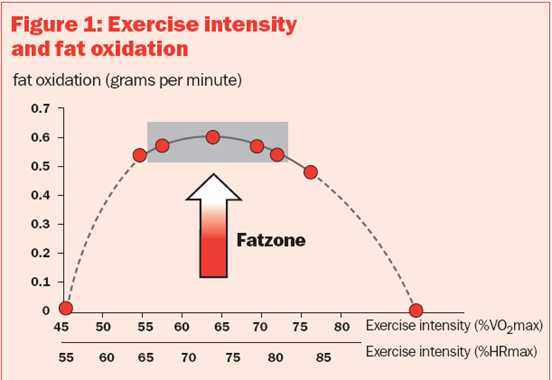 Figure 1: Exercise intensity
and fat oxidation
fat oxidation (grams per minute)
0.7
0.6
0.5
0.4
0.3
0.2
0.1
0
Fatzone
45 50 55 60 65 70 75 80 Exercise intensity (%VO₂max)
55 60 65 70 75 80 85 Exercise intensity (%HRmax)